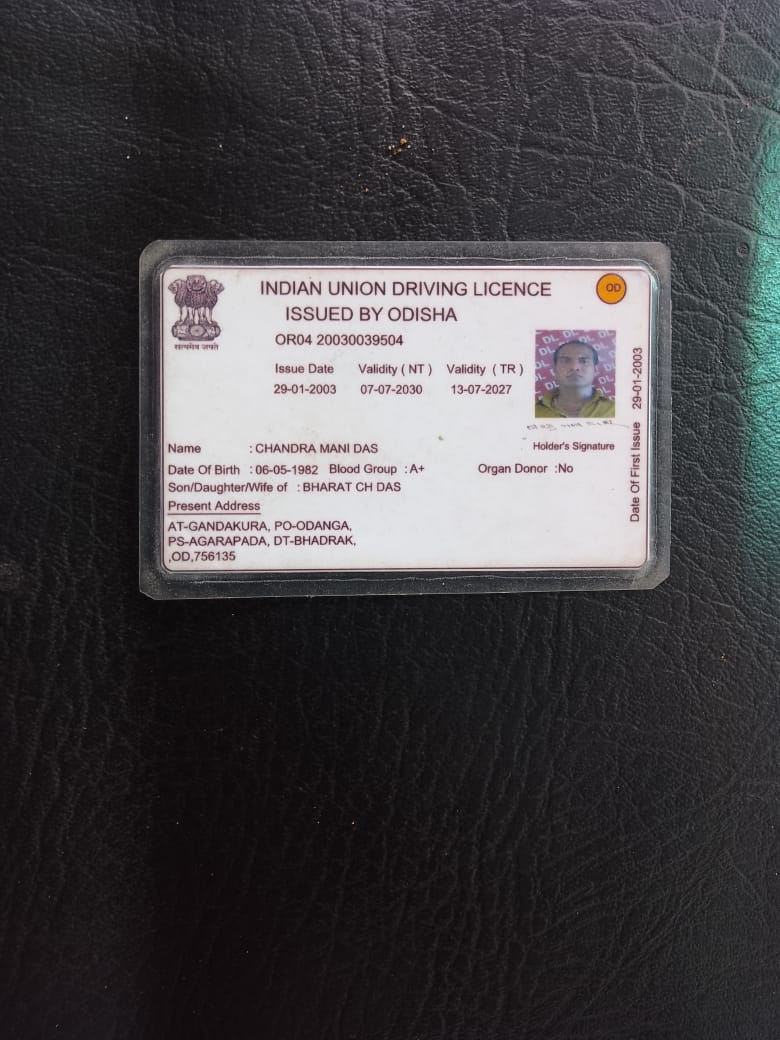 INDIAN UNION DRIVING LICENCE
OD
ISSUED BY ODISHA
OR04 20030039504
Issue Date Validity ( NT ) Validity ( TR )
29-01-2003 07-07-2030 13-07-2027
सत्यमेव जयते
DL DL DL
Holder's Signature
Name : CHANDRA MANI DAS
Date Of Birth : 06-05-1982 Blood Group : A+ Organ Donor :No
Son/Daughter/Wife of : BHARAT CH DAS
Present Address
AT-GANDAKURA, PO-ODANGA,
PS-AGARAPADA, DT-BHADRAK,
,OD,756135
Date Of First Issue 29-01-2003